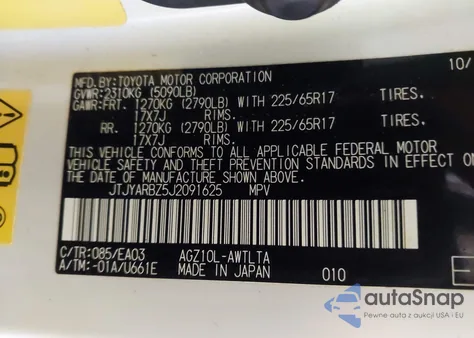 10/
MFD.BY:TOYOTA MOTOR CORPORATION
GVWR:2310KG (5090LB)
GAWR:FRT. 1270KG (2790LB) WITH 225/65R17 TIRES.
17X7J RIMS.
RR. 1270KG (2790LB) WITH 225/65R17 TIRES.
17X7J RIMS.
THIS VEHICLE CONFORMS TO ALL APPLICABLE FEDERAL MOTOR
VEHICLE SAFETY AND THEFT PREVENTION STANDARDS IN EFFECT ON
THE DATE OF MANUFACTURE SHOWN ABOVE.
JTJYARBZ5J2091625 MPV
C/TR:085/EA03 AGZ10L-AWTLTA
A/TM:-01A/U661E MADE IN JAPAN 010
autoSnap
Pewne auta z aukcji USA i EU